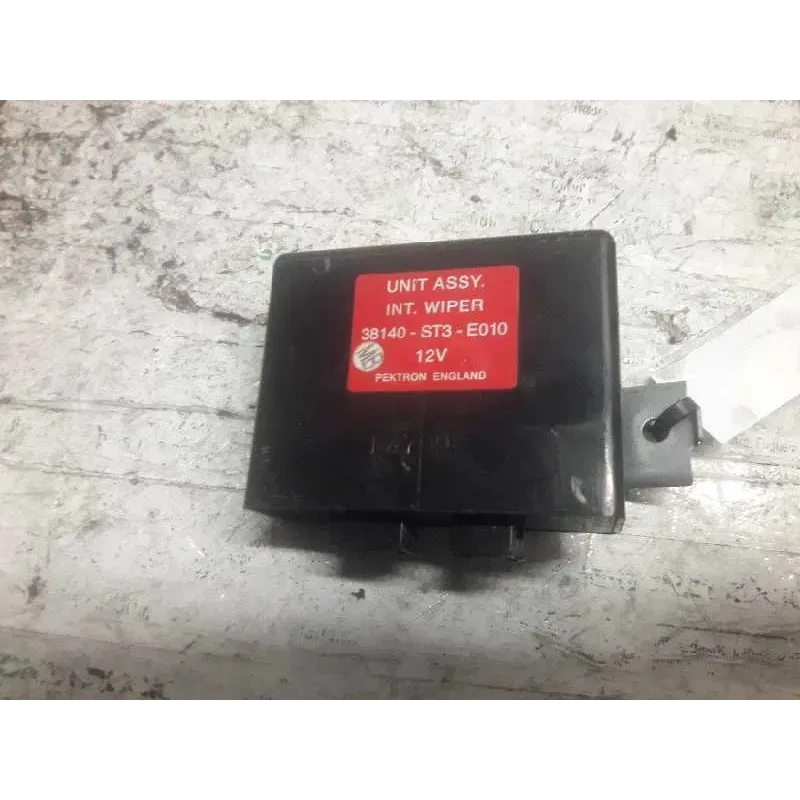 UNIT ASSY.
INT. WIPER
38140 - ST3 - E010
12V
PEKTRON ENGLAND